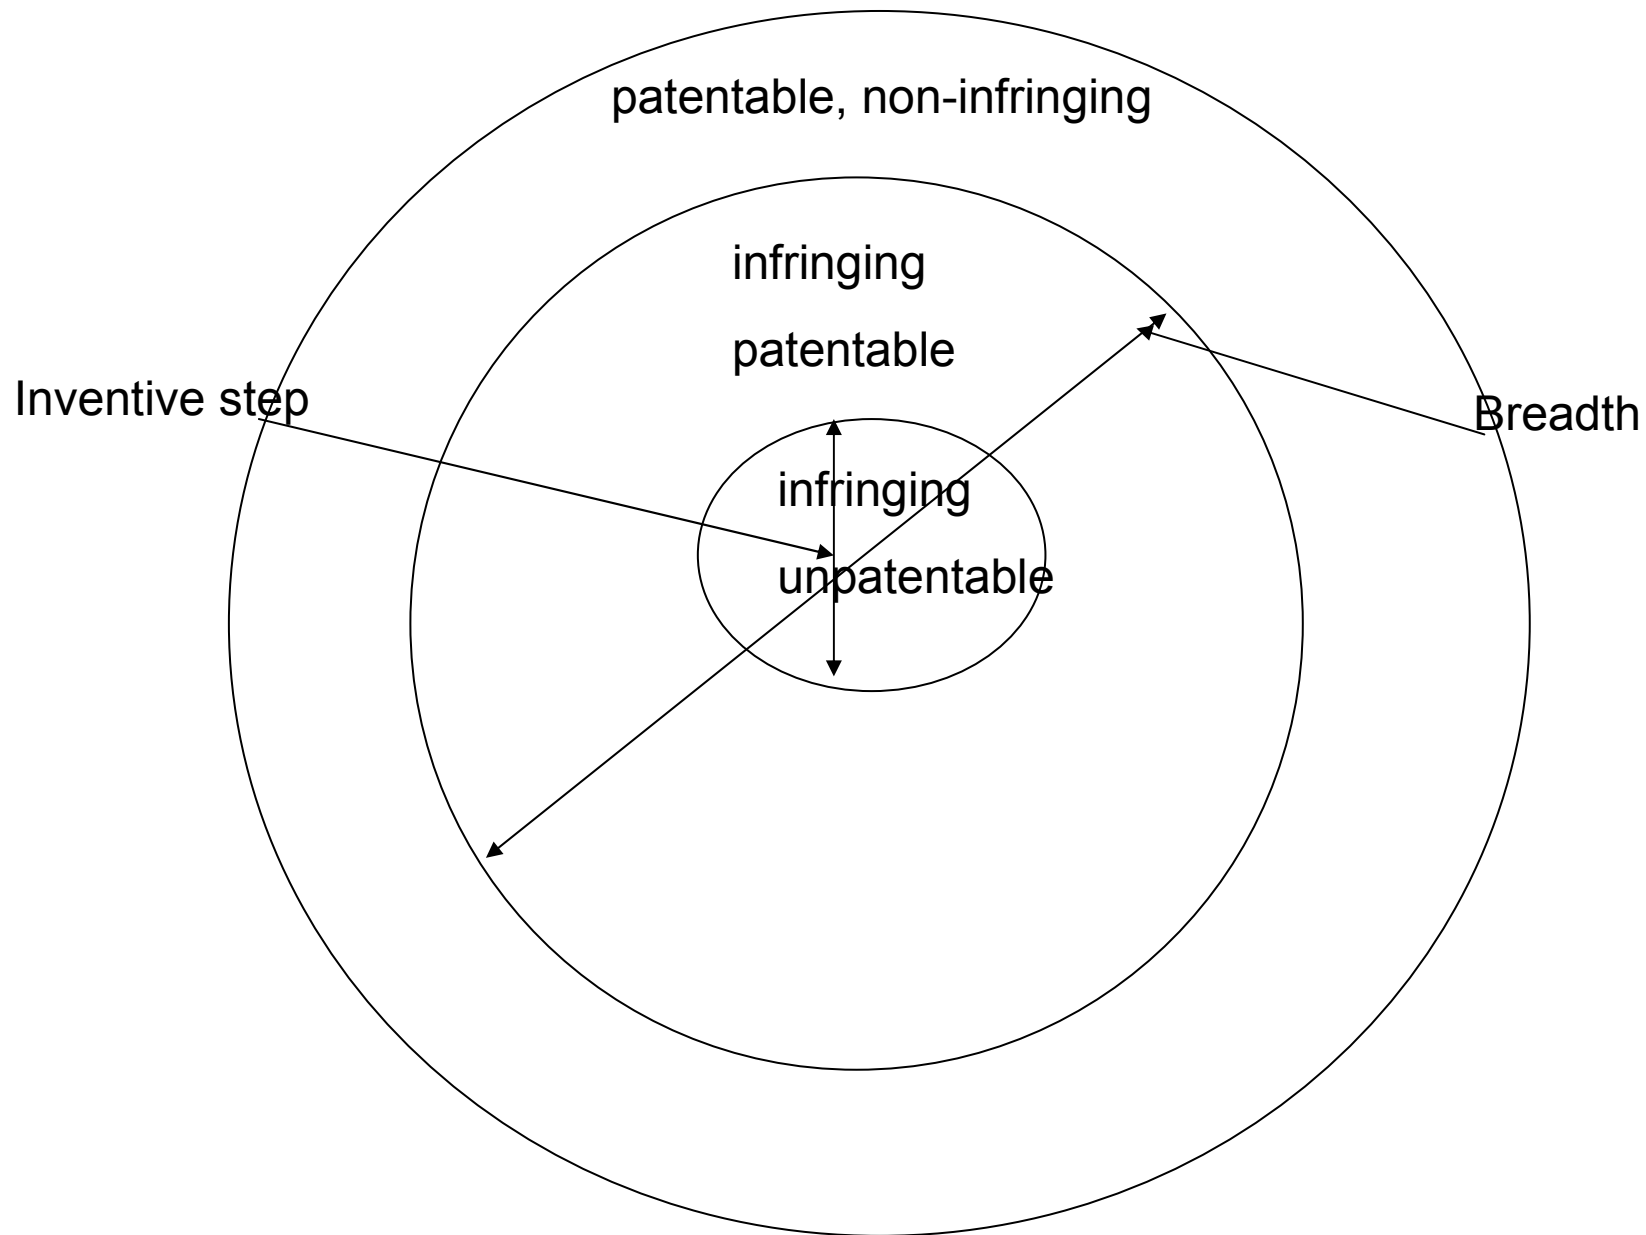 patentable, non-infringing
infringing
patentable
Inventive step
Breadth
infringing
unpatentable